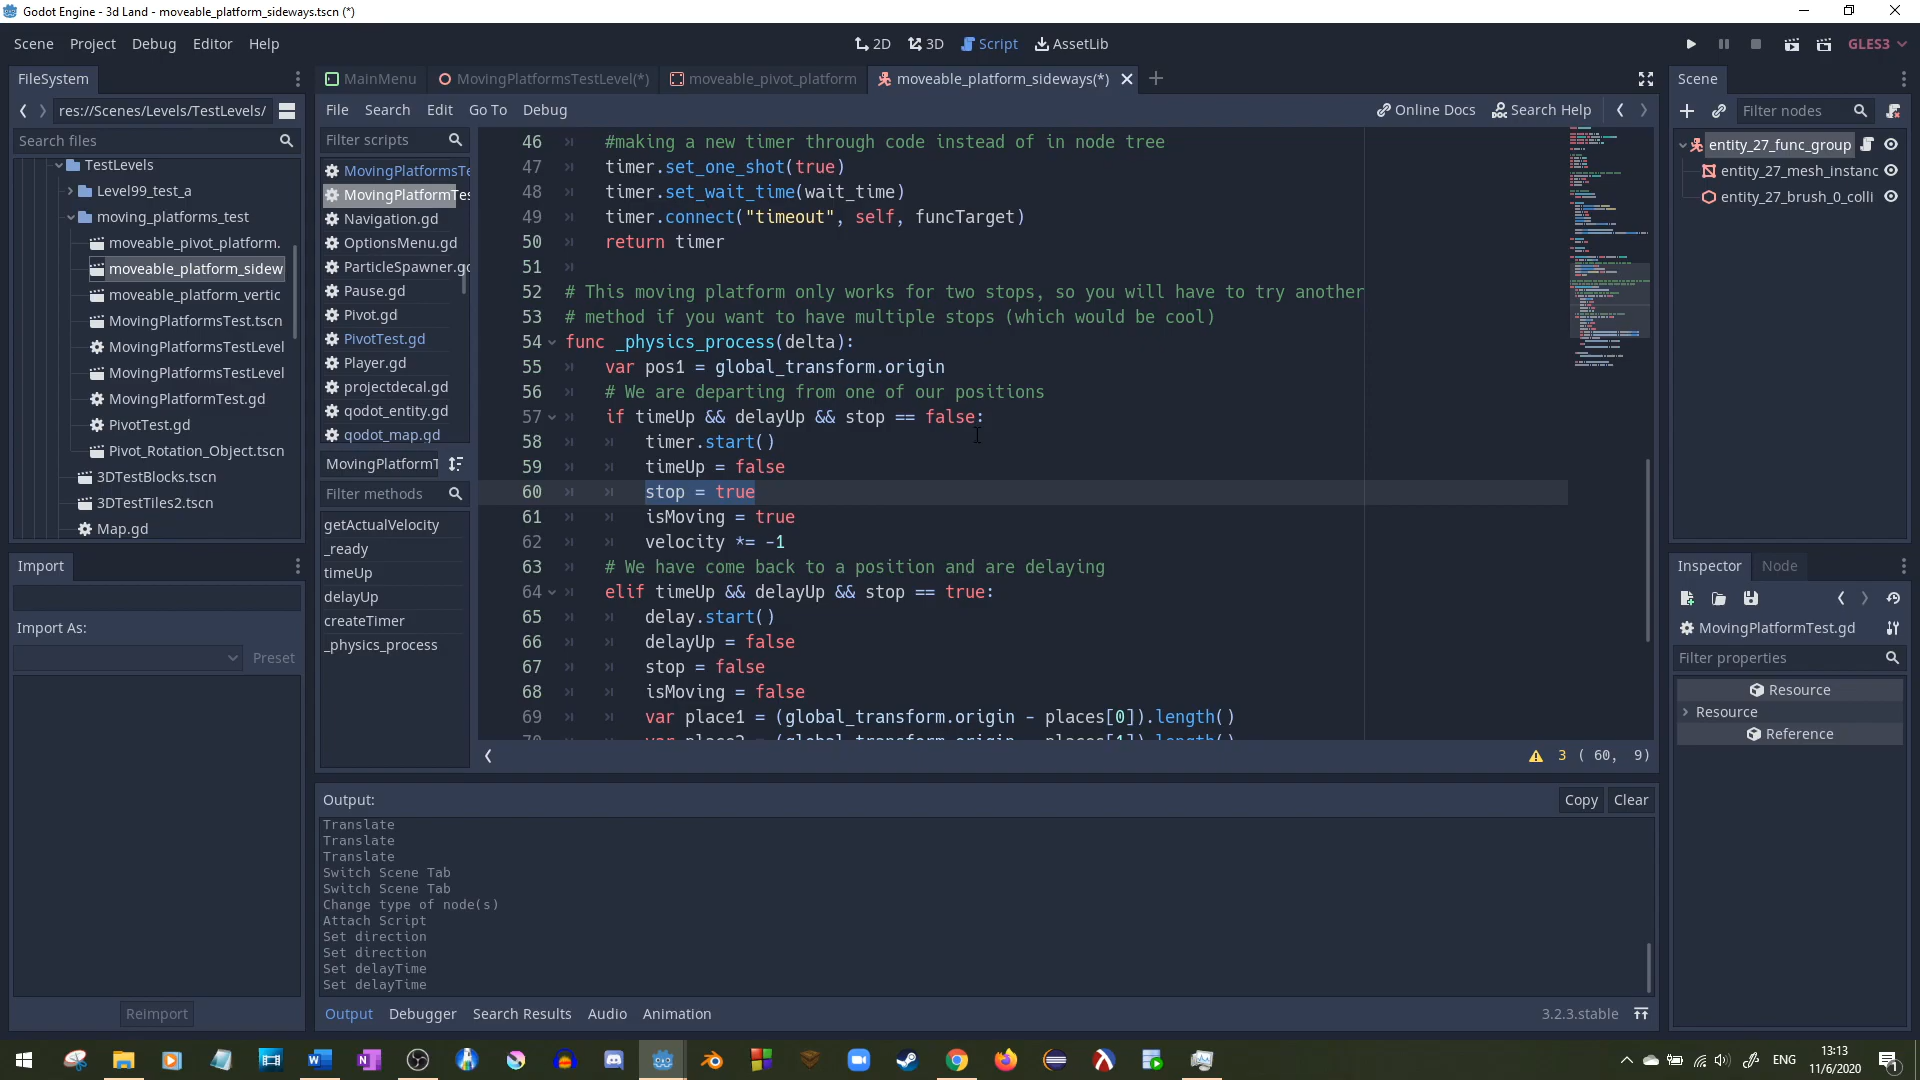 Godot Engine - 3d Land - moveable_platform_sideways.tscn (*)
Scene Project Debug Editor Help
2D 3D Script AssetLib
GLES3
FileSystem
res://Scenes/Levels/TestLevels/
Search files
TestLevels
Level99_test_a
moving_platforms_test
moveable_pivot_platform.
moveable_platform_sidew
moveable_platform_vertic
MovingPlatformsTest.tscn
MovingPlatformsTestLevel
MovingPlatformsTestLevel
MovingPlatformTest.gd
PivotTest.gd
Pivot_Rotation_Object.tscn
3DTestBlocks.tscn
3DTestTiles2.tscn
Map.gd
Import
Import As:
Preset
Reimport
MainMenu MovingPlatformsTestLevel(*) moveable_pivot_platform moveable_platform_sideways(*)
File Search Edit Go To Debug
Online Docs Search Help
Filter scripts
MovingPlatformsTe
MovingPlatformTes
Navigation.gd
OptionsMenu.gd
ParticleSpawner.gd
Pause.gd
Pivot.gd
PivotTest.gd
Player.gd
projectdecal.gd
qodot_entity.gd
qodot_map.gd
MovingPlatformT
Filter methods
getActualVelocity
_ready
timeUp
delayUp
createTimer
_physics_process
46 #making a new timer through code instead of in node tree
47 timer.set_one_shot(true)
48 timer.set_wait_time(wait_time)
49 timer.connect("timeout", self, funcTarget)
50 return timer
51
52 # This moving platform only works for two stops, so you will have to try another
53 # method if you want to have multiple stops (which would be cool)
54 func _physics_process(delta):
55 var pos1 = global_transform.origin
56 # We are departing from one of our positions
57 if timeUp && delayUp && stop == false:
58 timer.start()
59 timeUp = false
60 stop = true
61 isMoving = true
62 velocity *= -1
63 # We have come back to a position and are delaying
64 elif timeUp && delayUp && stop == true:
65 delay.start()
66 delayUp = false
67 stop = false
68 isMoving = false
69 var place1 = (global_transform.origin - places[0]).length()
70 var place2 = (global_transform.origin - places[1]).length()
3 ( 60, 9)
Output:
Copy Clear
Translate
Translate
Translate
Switch Scene Tab
Switch Scene Tab
Change type of node(s)
Attach Script
Set direction
Set direction
Set delayTime
Set delayTime
Output Debugger Search Results Audio Animation
3.2.3.stable
Scene
Filter nodes
entity_27_func_group
entity_27_mesh_instanc
entity_27_brush_0_colli
Inspector Node
MovingPlatformTest.gd
Filter properties
Resource
Resource
Reference
ENG
13:13
11/6/2020
1